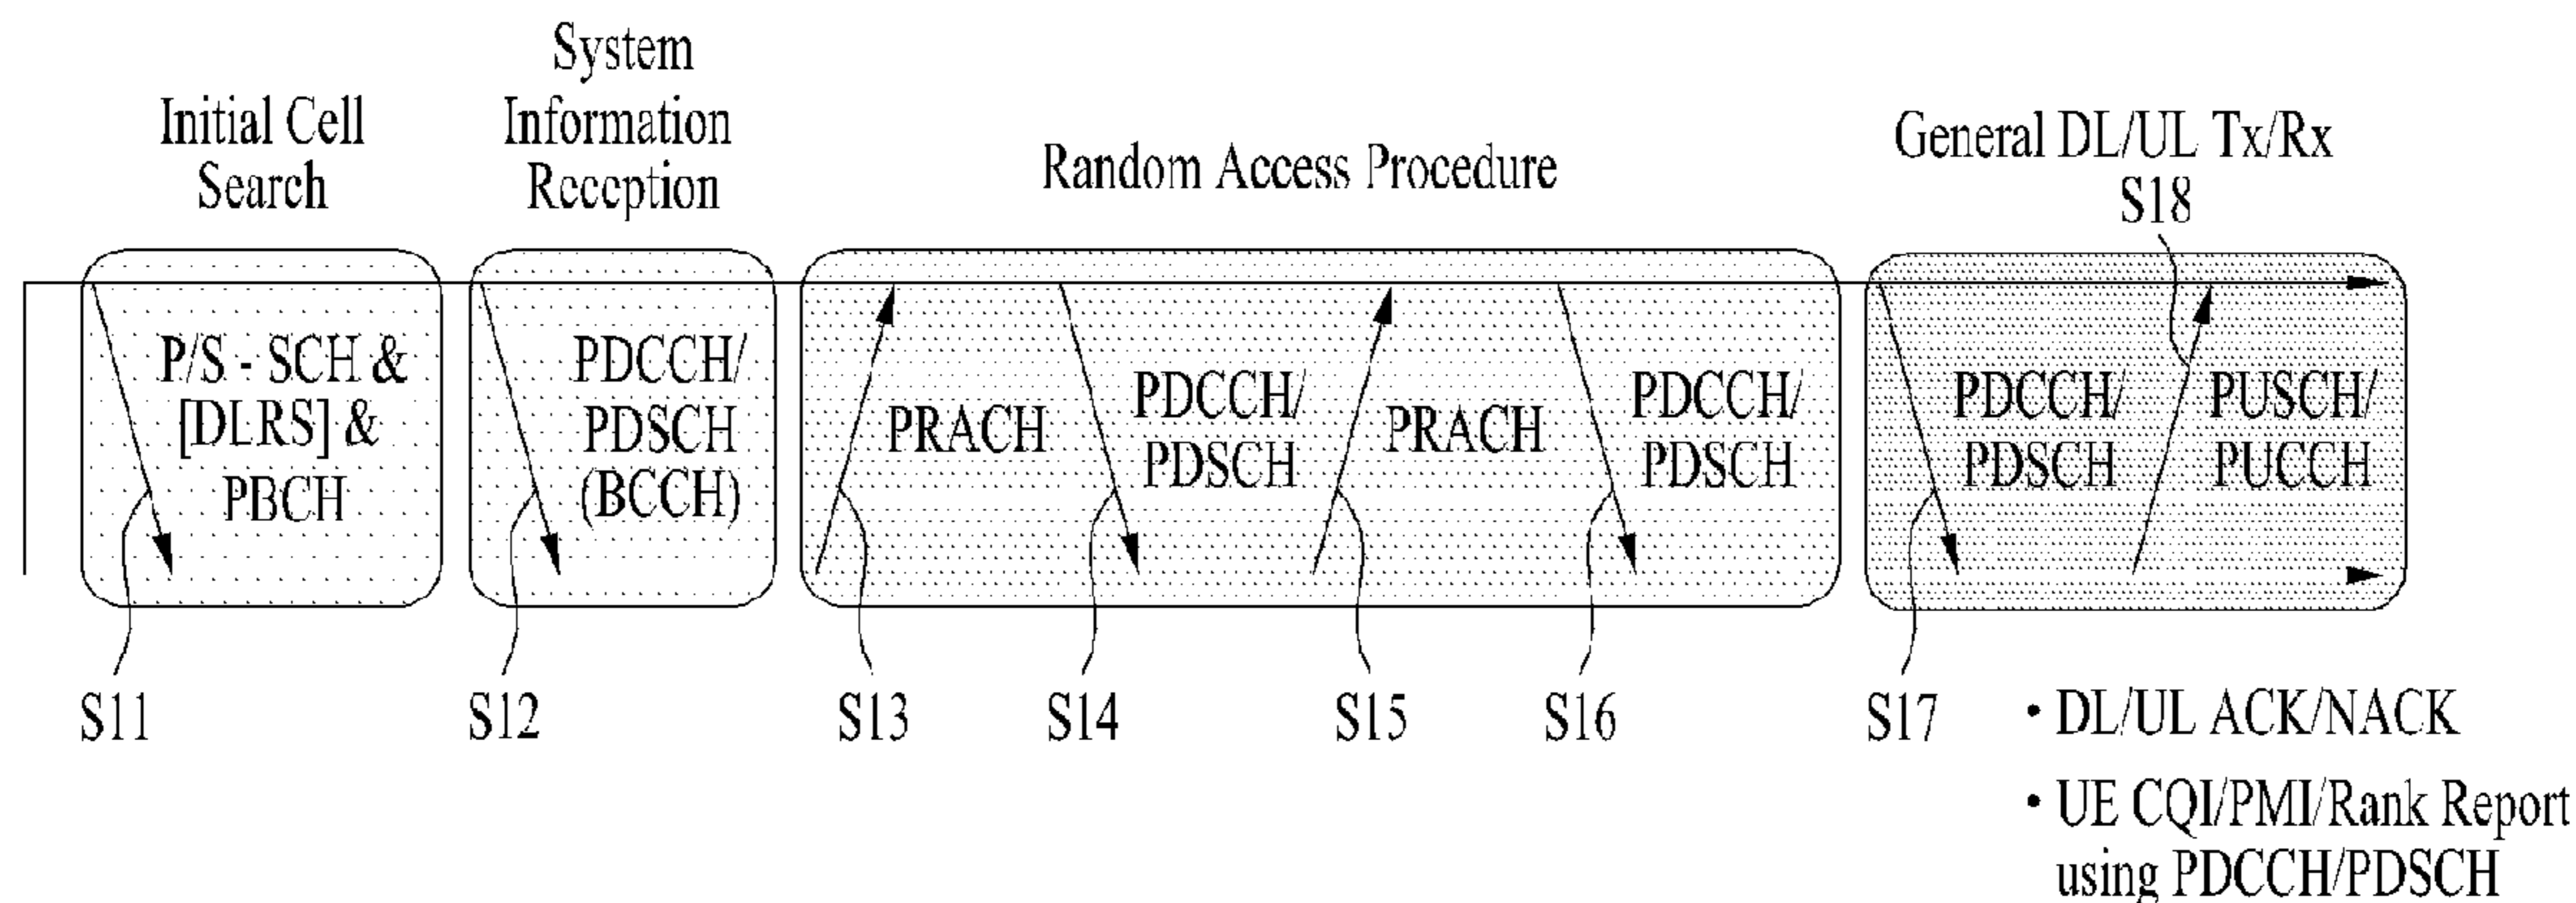 Initial Cell
Search
System
Information
Reception
Random Access Procedure
General DL/UL Tx/Rx
S18
P/S - SCH &
[DLRS] &
PBCH
PDCCH/
PDSCH
(BCCH)
PRACH
PDCCH/
PDSCH
PRACH
PDCCH/
PDSCH
PDCCH/
PDSCH
PUSCH/
PUCCH
S11
S12
S13
S14
S15
S16
S17
• DL/UL ACK/NACK
• UE CQI/PMI/Rank Report
using PDCCH/PDSCH